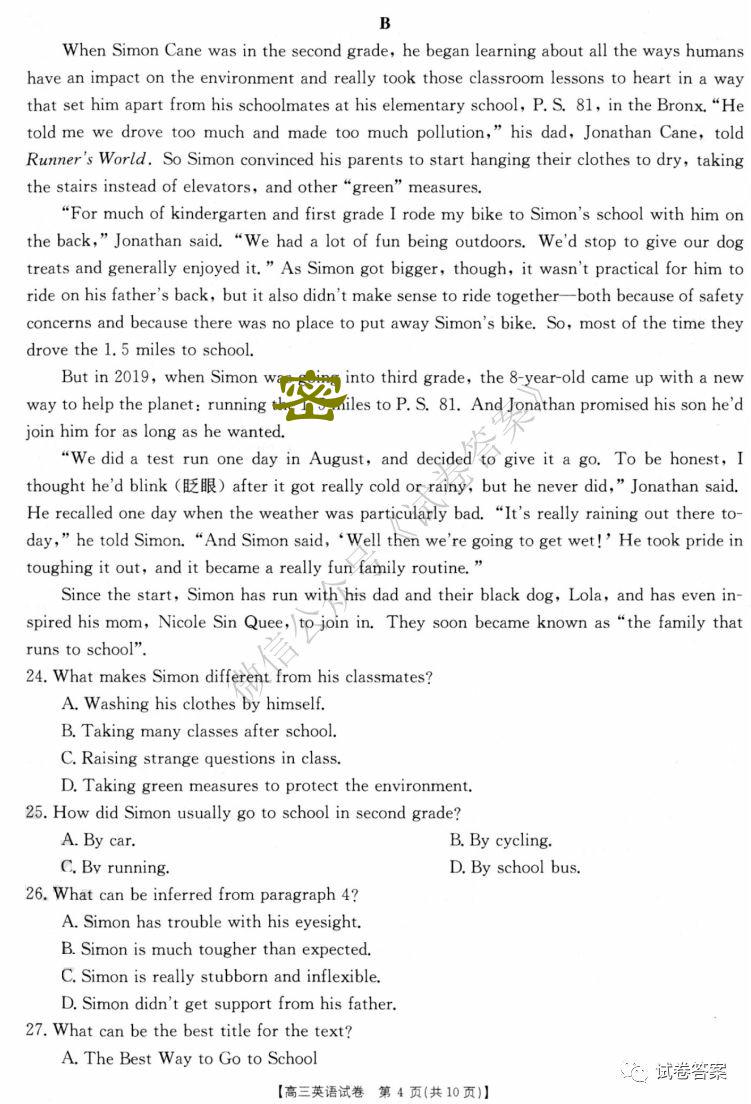 B
When Simon Cane was in the second grade, he began learning about all the ways humans
have an impact on the environment and really took those classroom lessons to heart in a way
that set him apart from his schoolmates at his elementary school, P. S. 81, in the Bronx. “He
told me we drove too much and made too much pollution,” his dad, Jonathan Cane, told
Runner's World. So Simon convinced his parents to start hanging their clothes to dry, taking
the stairs instead of elevators, and other “green” measures.
“For much of kindergarten and first grade I rode my bike to Simon's school with him on
the back,” Jonathan said. “We had a lot of fun being outdoors. We'd stop to give our dog
treats and generally enjoyed it.” As Simon got bigger, though, it wasn't practical for him to
ride on his father's back, but it also didn't make sense to ride together—both because of safety
concerns and because there was no place to put away Simon's bike. So, most of the time they
drove the 1. 5 miles to school.
But in 2019, when Simon was going into third grade, the 8-year-old came up with a new
way to help the planet: running miles to P. S. 81. And Jonathan promised his son he'd
join him for as long as he wanted.
密
“We did a test run one day in August, and decided to give it a go. To be honest, I
thought he'd blink (眨眼) after it got really cold or rainy, but he never did,” Jonathan said.
He recalled one day when the weather was particularly bad. “It's really raining out there to-
day,” he told Simon. “And Simon said, ‘Well then we're going to get wet!’ He took pride in
toughing it out, and it became a really fun family routine.”
Since the start, Simon has run with his dad and their black dog, Lola, and has even in-
spired his mom, Nicole Sin Quee, to join in. They soon became known as “the family that
runs to school”.
24. What makes Simon different from his classmates?
A. Washing his clothes by himself.
B. Taking many classes after school.
C. Raising strange questions in class.
D. Taking green measures to protect the environment.
25. How did Simon usually go to school in second grade?
A. By car. B. By cycling.
C. By running. D. By school bus.
26. What can be inferred from paragraph 4?
A. Simon has trouble with his eyesight.
B. Simon is much tougher than expected.
C. Simon is really stubborn and inflexible.
D. Simon didn't get support from his father.
27. What can be the best title for the text?
A. The Best Way to Go to School
【高三英语试卷 第 4 页(共 10 页)】
微信公众号《试卷答案》
试卷答案